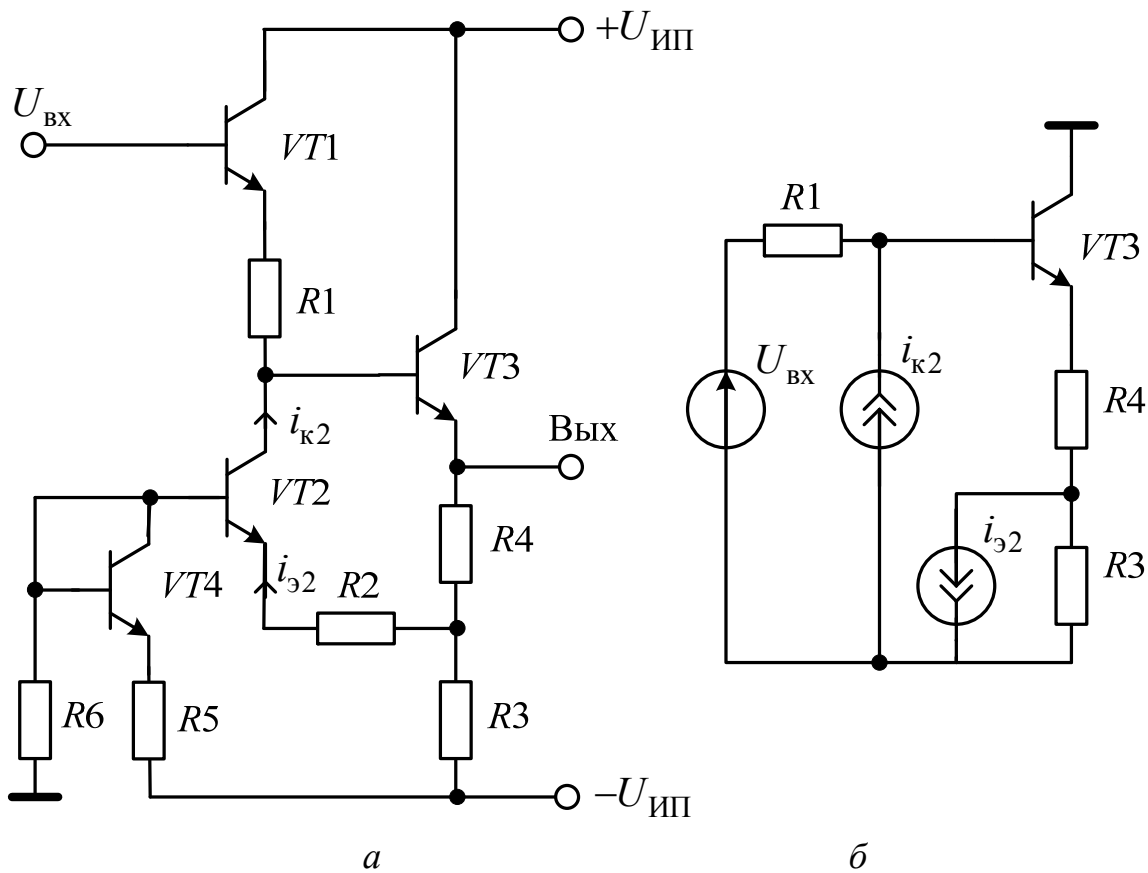 +U_ИП
U_вх
VT1
R1
VT3
i_к2
Вых
VT2
R4
i_э2
R2
VT4
R6
R5
R3
−U_ИП
а
R1
VT3
U_вх
i_к2
R4
i_э2
R3
б